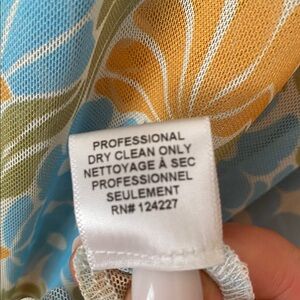 PROFESSIONAL
DRY CLEAN ONLY
NETTOYAGE À SEC
PROFESSIONNEL
SEULEMENT
RN# 124227